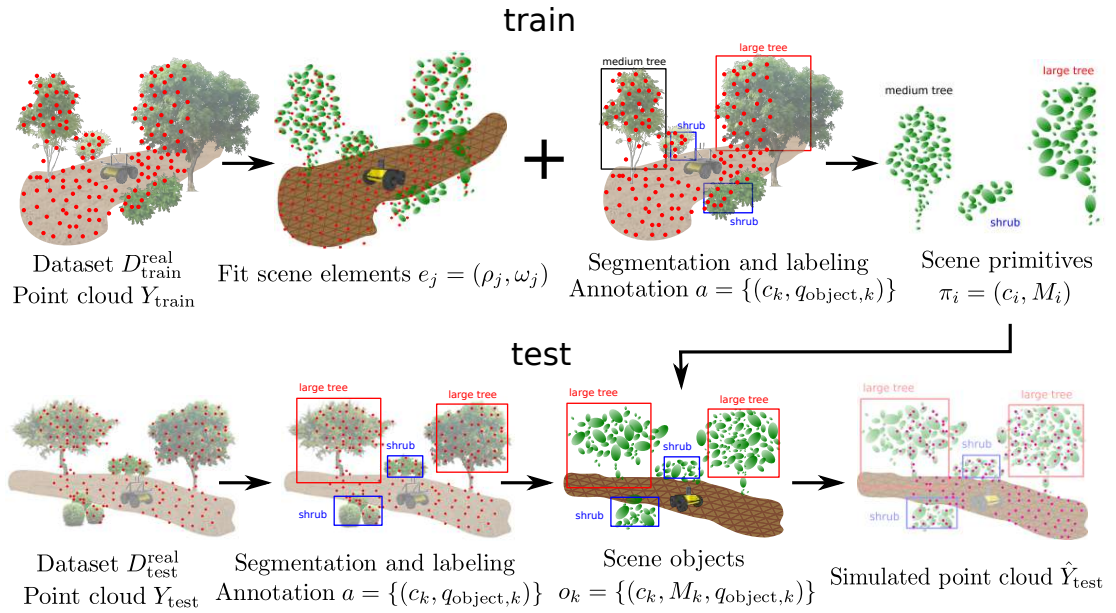 train
medium tree
large tree
shrub
shrub
medium tree
large tree
shrub
Dataset $D_{\text{train}}^{\text{real}}$
Point cloud $Y_{\text{train}}$
Fit scene elements $e_j = (\rho_j, \omega_j)$
Segmentation and labeling
Annotation $a = \{(c_k, q_{\text{object},k})\}$
Scene primitives
$\pi_i = (c_i, M_i)$
test
large tree
large tree
shrub
shrub
large tree
large tree
shrub
shrub
large tree
large tree
shrub
shrub
Dataset $D_{\text{test}}^{\text{real}}$
Point cloud $Y_{\text{test}}$
Segmentation and labeling
Annotation $a = \{(c_k, q_{\text{object},k})\}$
Scene objects
$o_k = \{(c_k, M_k, q_{\text{object},k})\}$
Simulated point cloud $\hat{Y}_{\text{test}}$